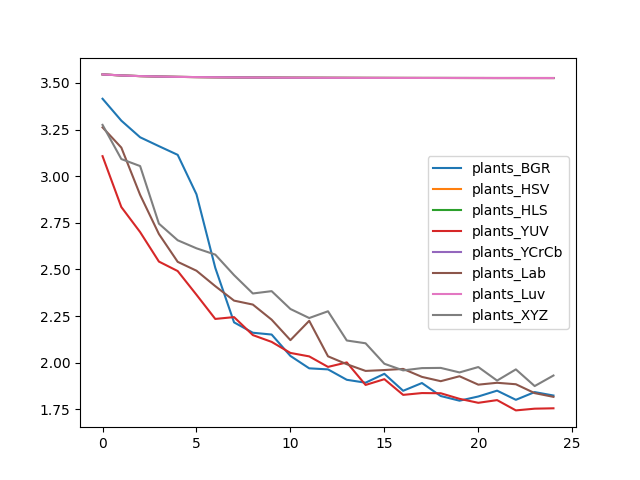 3.50
3.25
3.00
2.75
2.50
2.25
2.00
1.75
0
5
10
15
20
25
plants_BGR
plants_HSV
plants_HLS
plants_YUV
plants_YCrCb
plants_Lab
plants_Luv
plants_XYZ